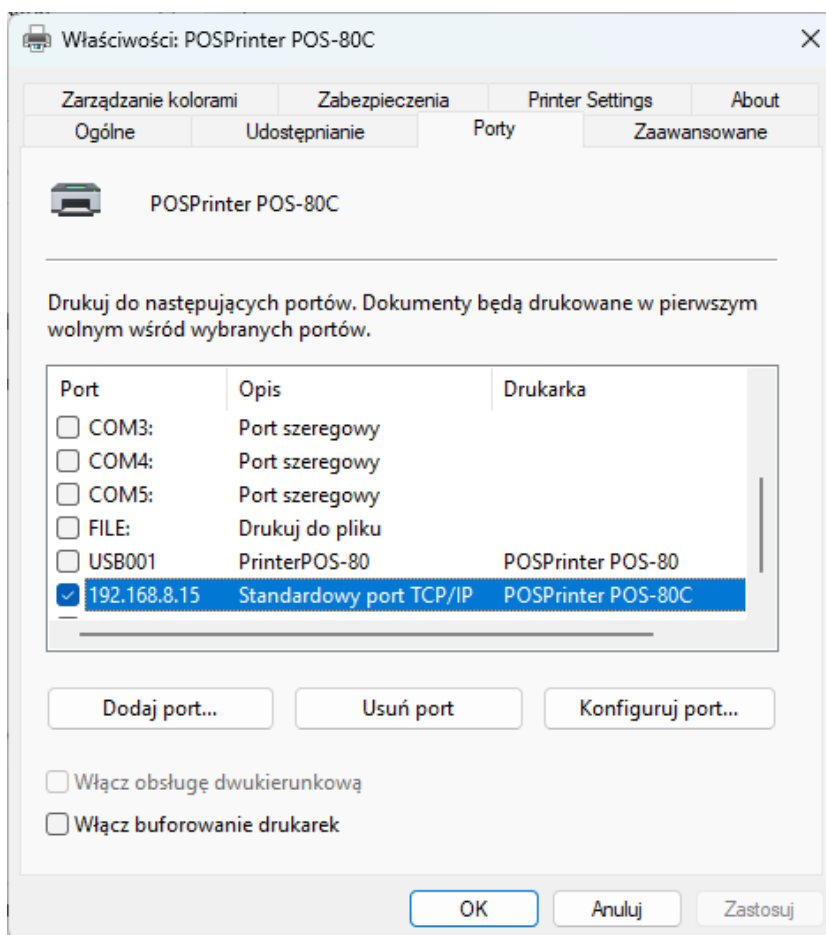 Właściwości: POSPrinter POS-80C
Zarządzanie kolorami Zabezpieczenia Printer Settings About
Ogólne Udostępnianie Porty Zaawansowane
POSPrinter POS-80C
Drukuj do następujących portów. Dokumenty będą drukowane w pierwszym
wolnym wśród wybranych portów.
Port Opis Drukarka
COM3: Port szeregowy
COM4: Port szeregowy
COM5: Port szeregowy
FILE: Drukuj do pliku
USB001 PrinterPOS-80 POSPrinter POS-80
192.168.8.15 Standardowy port TCP/IP POSPrinter POS-80C
Dodaj port... Usuń port Konfiguruj port...
Włącz obsługę dwukierunkową
Włącz buforowanie drukarek
OK Anuluj Zastosuj